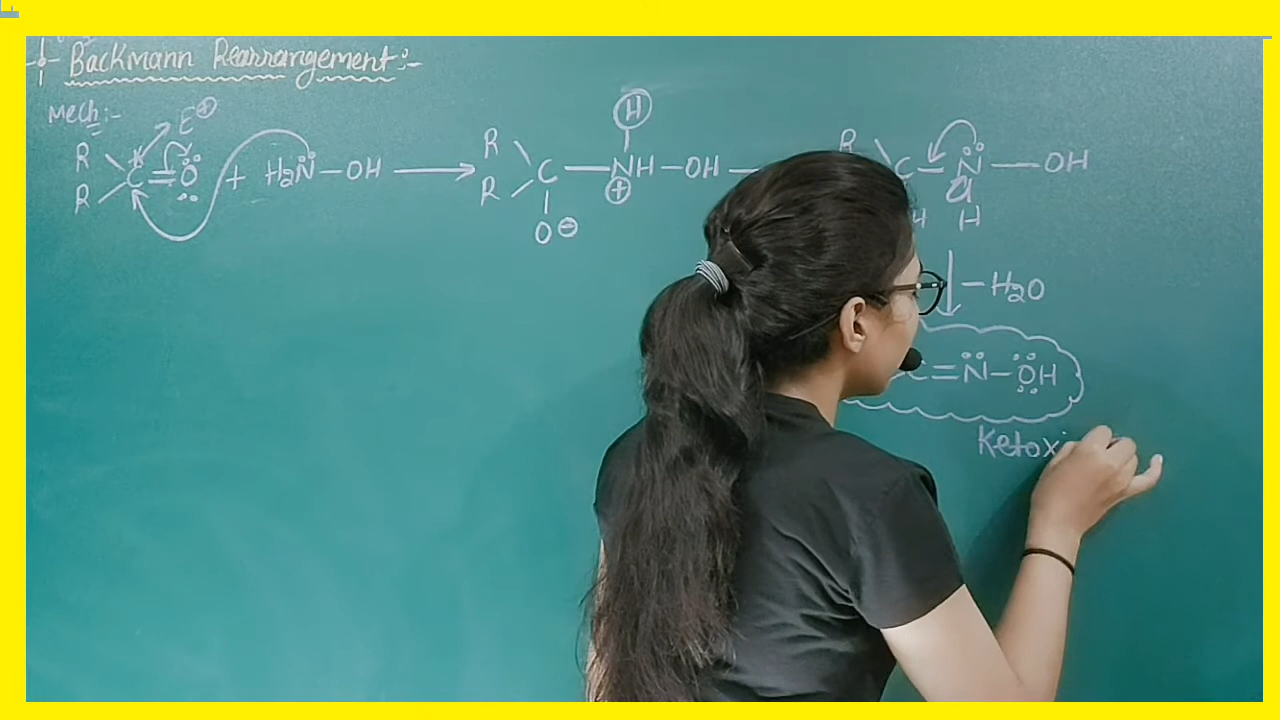 Backmann Rearrangement:-
Mech:-
E⊕
R
R
C=O + H₂N̈—OH ⟶
R
R
C—NH—OH
H
⊕
O⊖
R
C—N̈—OH
H
H
-H₂O
C=N̈-OH
Ketoxi